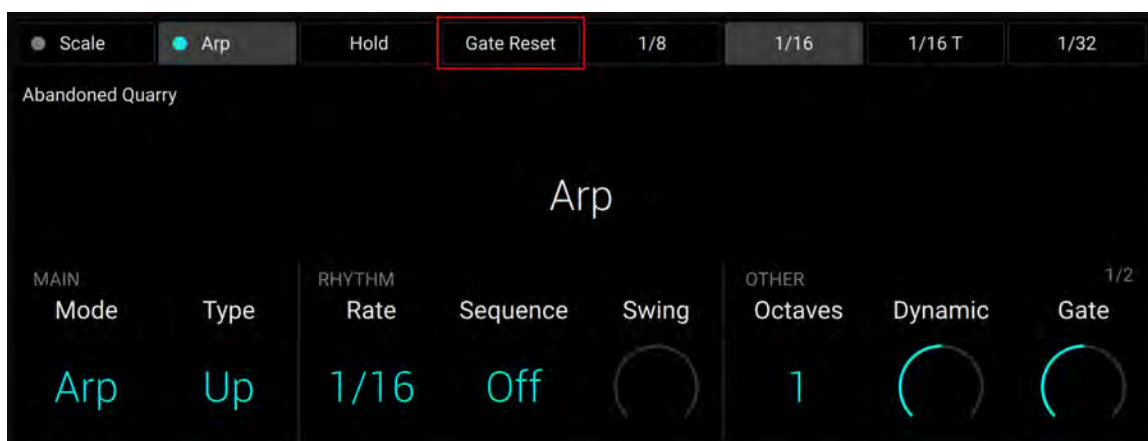 Scale Arp Hold Gate Reset 1/8 1/16 1/16 T 1/32
Abandoned Quarry
Arp
MAIN RHYTHM OTHER 1/2
Mode Type Rate Sequence Swing Octaves Dynamic Gate
Arp Up 1/16 Off 1